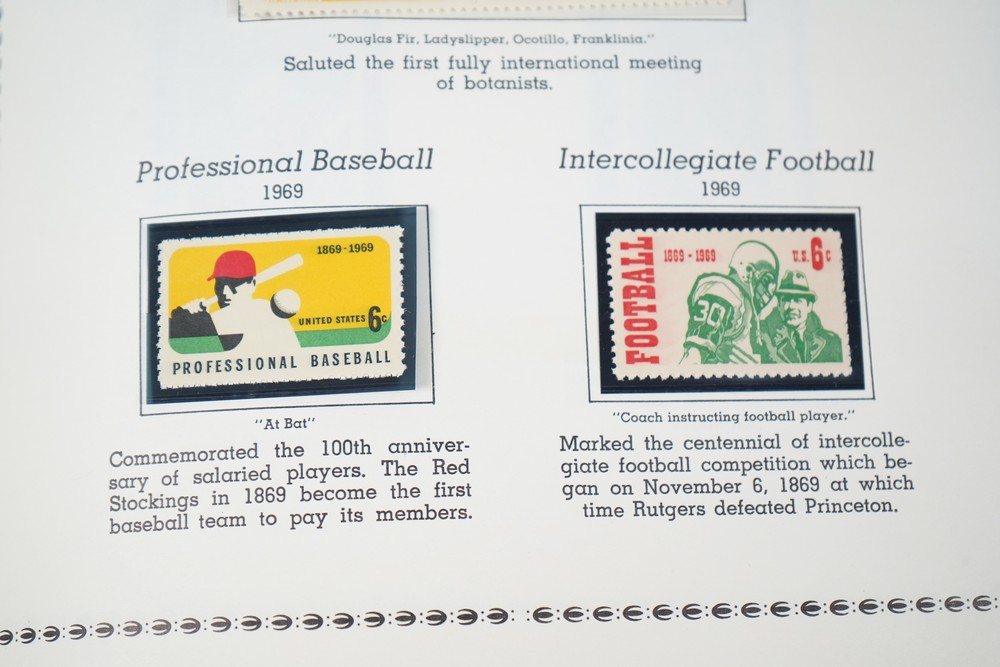 "Douglas Fir, Ladyslipper, Ocotillo, Franklinia."
Saluted the first fully international meeting
of botanists.
Professional Baseball
1969
1869-1969
UNITED STATES 6c
PROFESSIONAL BASEBALL
"At Bat"
Commemorated the 100th anniver-
sary of salaried players. The Red
Stockings in 1869 become the first
baseball team to pay its members.
Intercollegiate Football
1969
FOOTBALL
1869-1969
U.S. 6c
30
"Coach instructing football player."
Marked the centennial of intercolle-
giate football competition which be-
gan on November 6, 1869 at which
time Rutgers defeated Princeton.